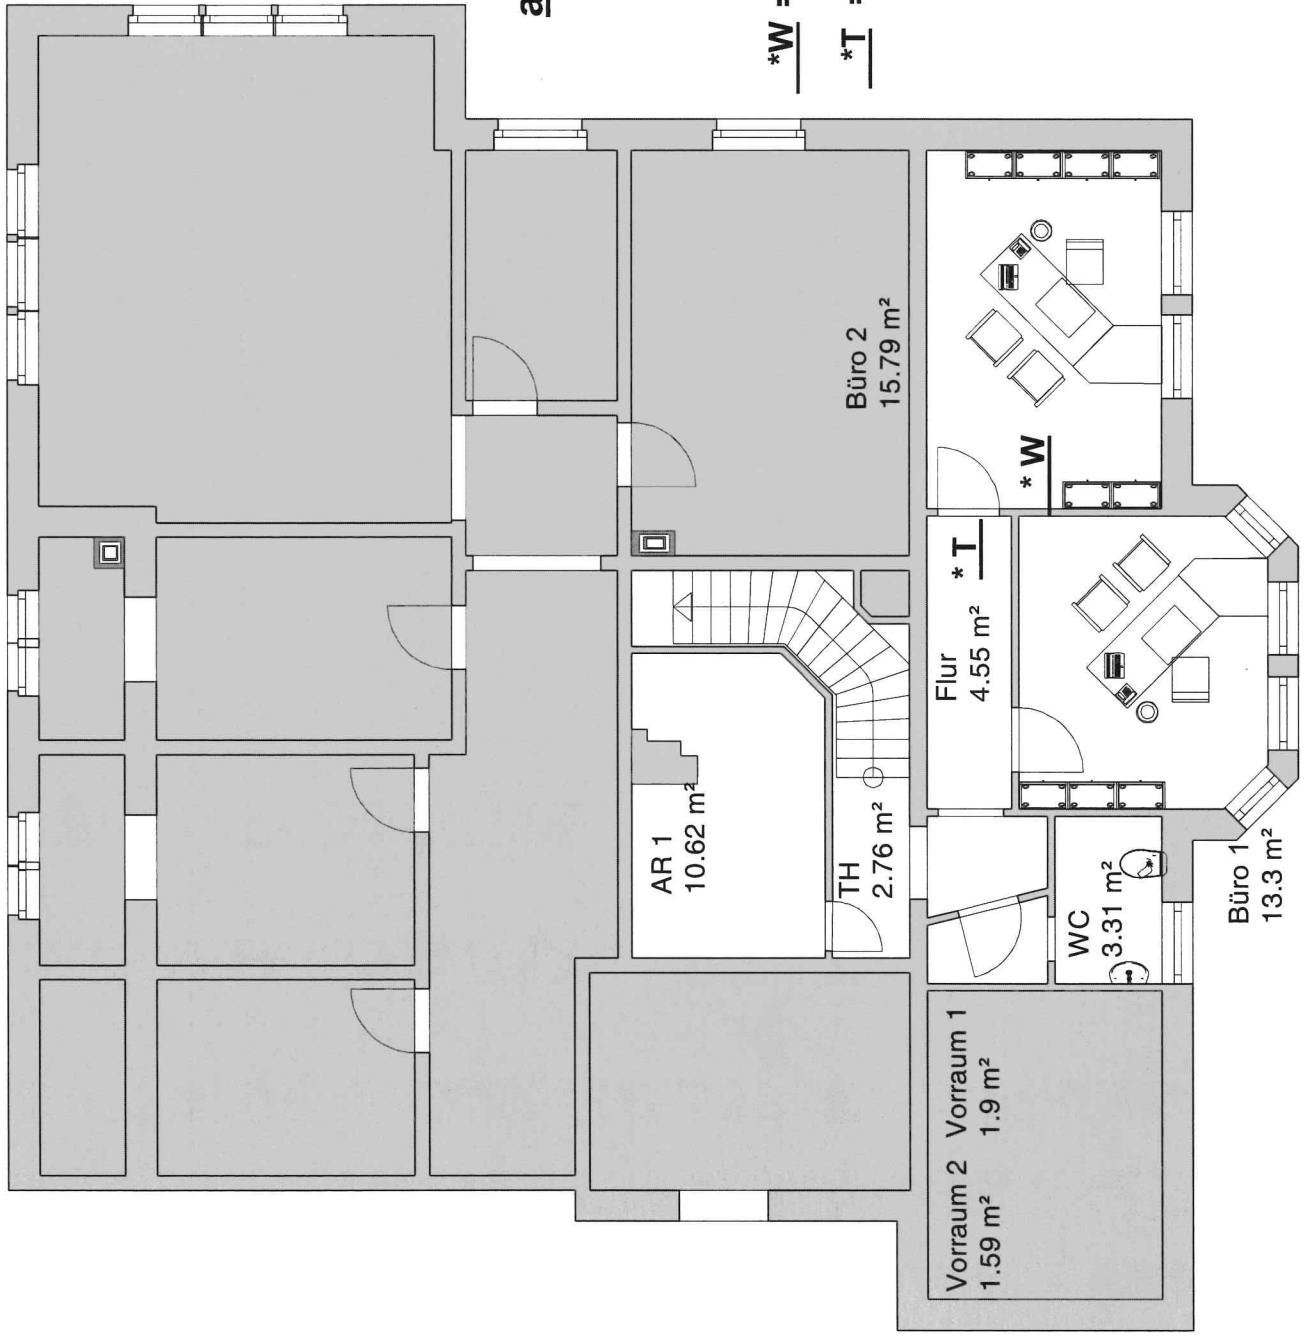 a
*W =
*T =
Büro 2
15.79 m²
* W
* T
Flur
4.55 m²
AR 1
10.62 m²
TH
2.76 m²
WC
3.31 m²
Büro 1
13.3 m²
Vorraum 2 Vorraum 1
1.59 m² 1.9 m²